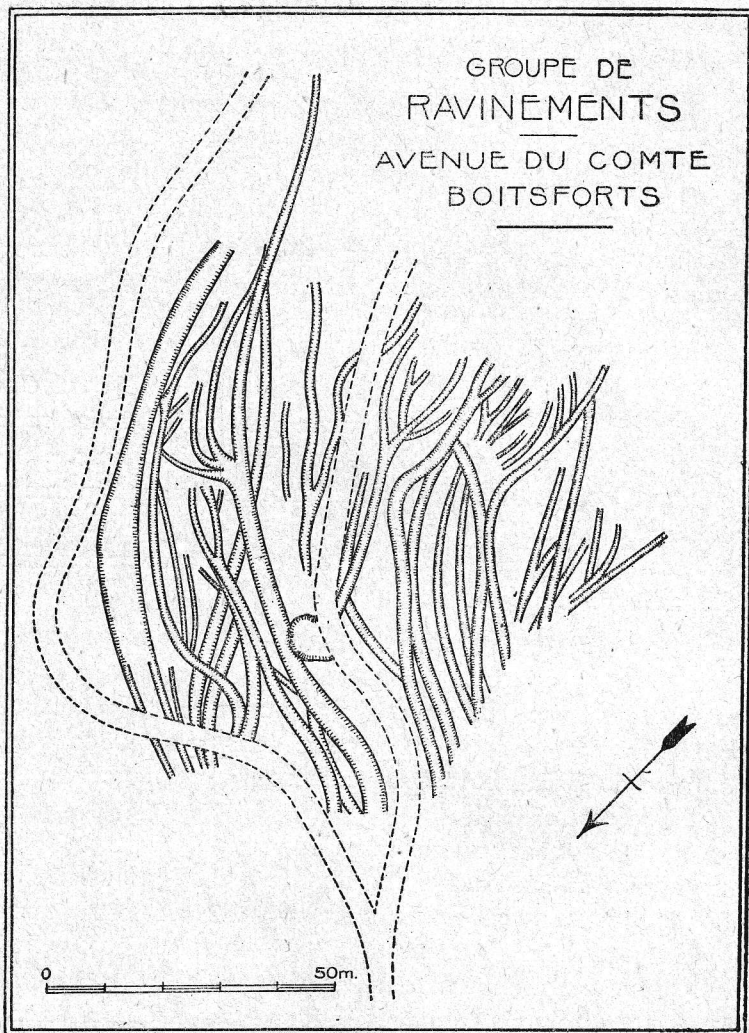 GROUPE DE
RAVINEMENTS
AVENUE DU COMTE
BOITSFORTS
0 50m.